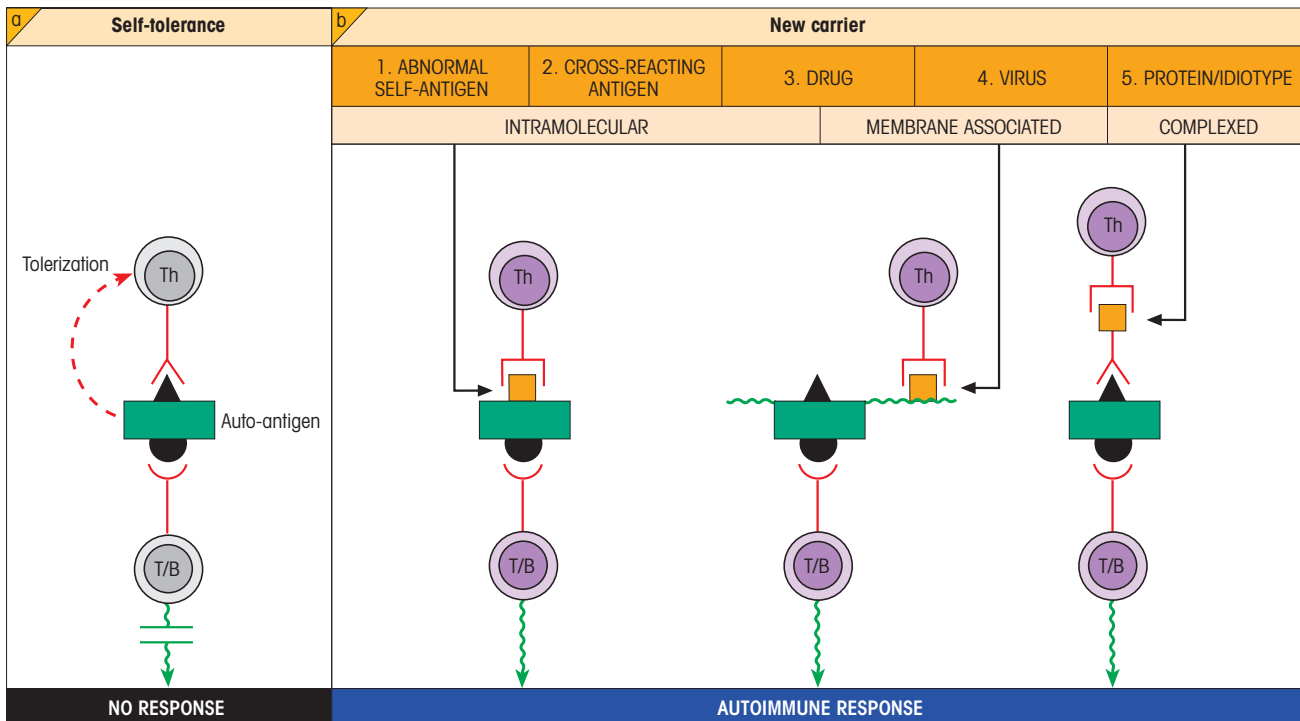 a
Self-tolerance
b
New carrier
1. ABNORMAL
SELF-ANTIGEN
2. CROSS-REACTING
ANTIGEN
3. DRUG
4. VIRUS
5. PROTEIN/IDIOTYPE
INTRAMOLECULAR
MEMBRANE ASSOCIATED
COMPLEXED
Tolerization
Th
Auto-antigen
T/B
Th
T/B
Th
T/B
Th
T/B
NO RESPONSE
AUTOIMMUNE RESPONSE